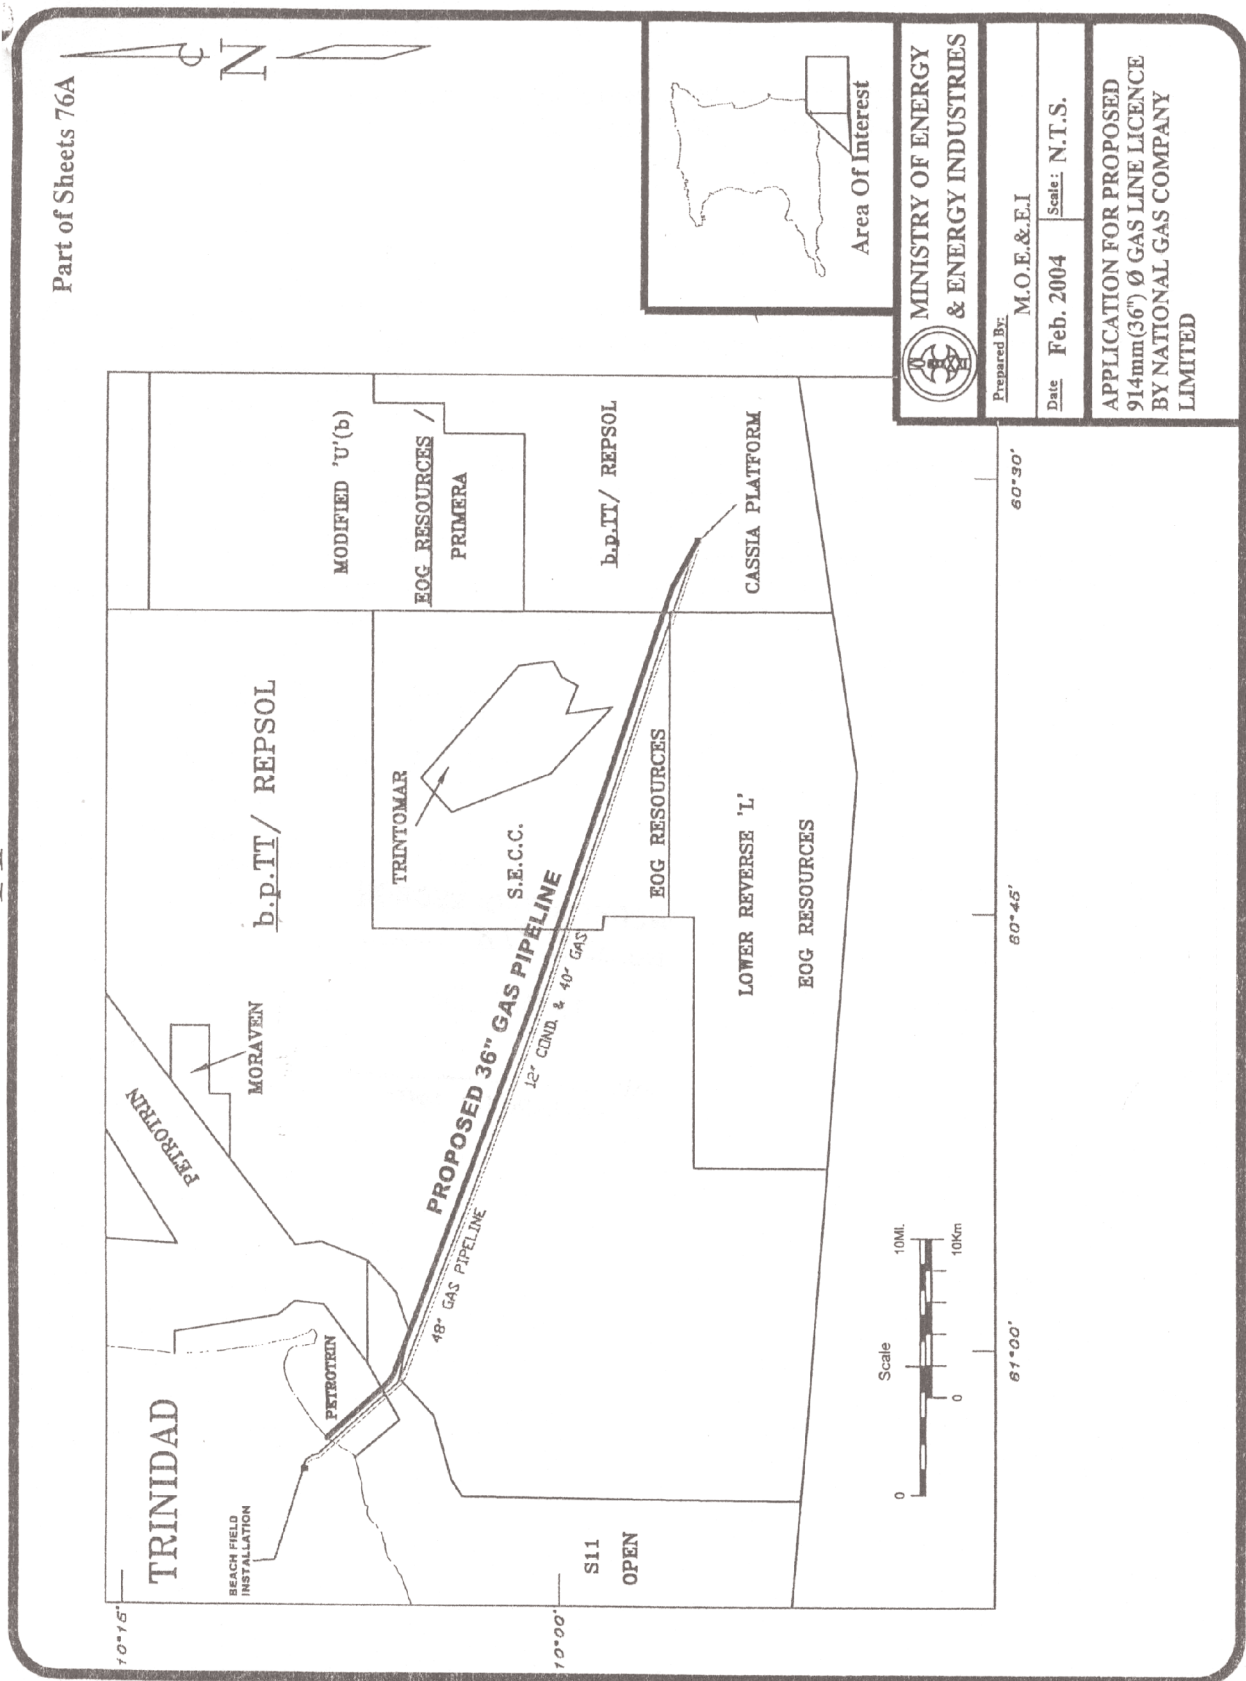 Part of Sheets 76A
N
TRINIDAD
BEACH FIELD
INSTALLATION
PETROTRIN
PETROTRIN
MORAVEN
b.p.TT/ REPSOL
MODIFIED 'U'(b)
EOG RESOURCES /
PRIMERA
TRINTOMAR
S.E.C.C.
b.p.TT/ REPSOL
CASSIA PLATFORM
PROPOSED 36" GAS PIPELINE
12" COND. & 40" GAS
48" GAS PIPELINE
EOG RESOURCES
LOWER REVERSE 'L'
EOG RESOURCES
S11
OPEN
10°15'
10°00'
61°00'
60°45'
60°30'
Scale
0
10MI.
0
10Km
Area Of Interest
MINISTRY OF ENERGY
& ENERGY INDUSTRIES
Prepared By:
M.O.E.&.E.I
Date Feb. 2004
Scale: N.T.S.
APPLICATION FOR PROPOSED
914mm(36") Ø GAS LINE LICENCE
BY NATIONAL GAS COMPANY
LIMITED